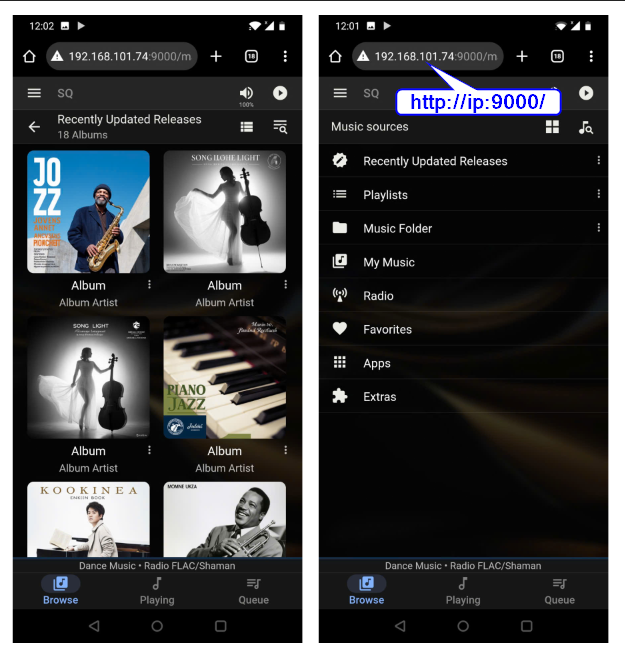 12:02
192.168.101.74:9000/m
18
SQ
100%
Recently Updated Releases
18 Albums
JO
ZZ
SONG LIGHT
Album
Album Artist
Album
Album Artist
SONG LIGHT
PIANO
JAZZ
Album
Album Artist
Album
Album Artist
KOOKINEA
MOMNE UKEA
Dance Music • Radio FLAC/Shaman
Browse
Playing
Queue
12:01
192.168.101.74:9000/m
18
SQ
http://ip:9000/
Music sources
Recently Updated Releases
Playlists
Music Folder
My Music
Radio
Favorites
Apps
Extras
Dance Music • Radio FLAC/Shaman
Browse
Playing
Queue